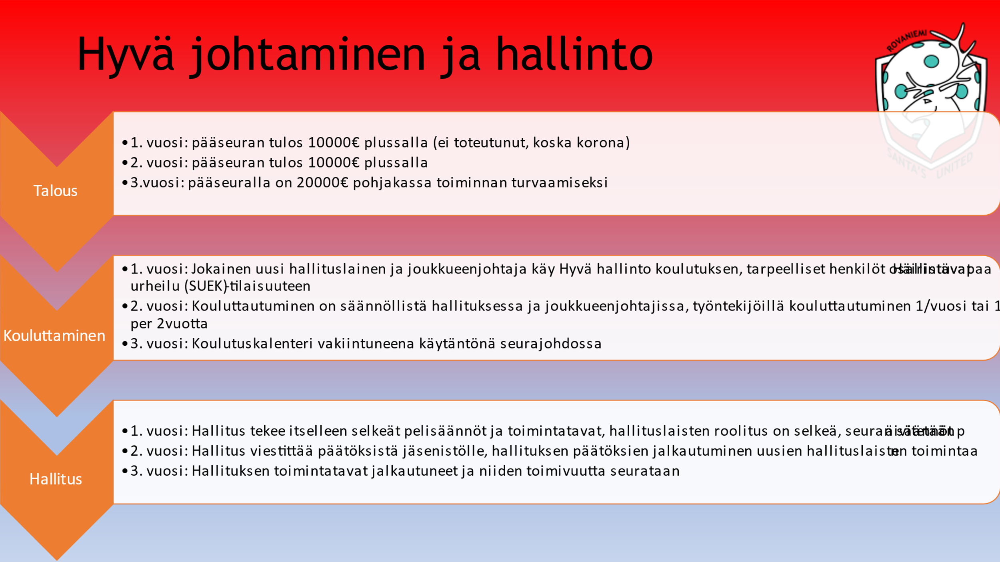 Hyvä johtaminen ja hallinto
ROVANIEMI
SANTA'S UNITED
Talous
•1. vuosi: pääseuran tulos 10000€ plussalla (ei toteutunut, koska korona)
•2. vuosi: pääseuran tulos 10000€ plussalla
•3.vuosi: pääseuralla on 20000€ pohjakassa toiminnan turvaamiseksi
Kouluttaminen
•1. vuosi: Jokainen uusi hallituslainen ja joukkueenjohtaja käy Hyvä hallinto koulutuksen, tarpeelliset henkilöt
urheilu (SUEK)-tilaisuuteen
•2. vuosi: Kouluttautuminen on säännöllistä hallituksessa ja joukkueenjohtajissa, työntekijöillä kouluttautuminen 1/vuosi tai 1
per 2vuotta
•3. vuosi: Koulutuskalenteri vakiintuneena käytäntönä seurajohdossa
Hallitus
•1. vuosi: Hallitus tekee itselleen selkeät pelisäännöt ja toimintatavat, hallituslaisten roolitus on selkeä,
•2. vuosi: Hallitus viestittää päätöksistä jäsenistölle, hallituksen päätöksien jalkautuminen uusien hallituslaisten toimintaa
•3. vuosi: Hallituksen toimintatavat jalkautuneet ja niiden toimivuutta seurataan